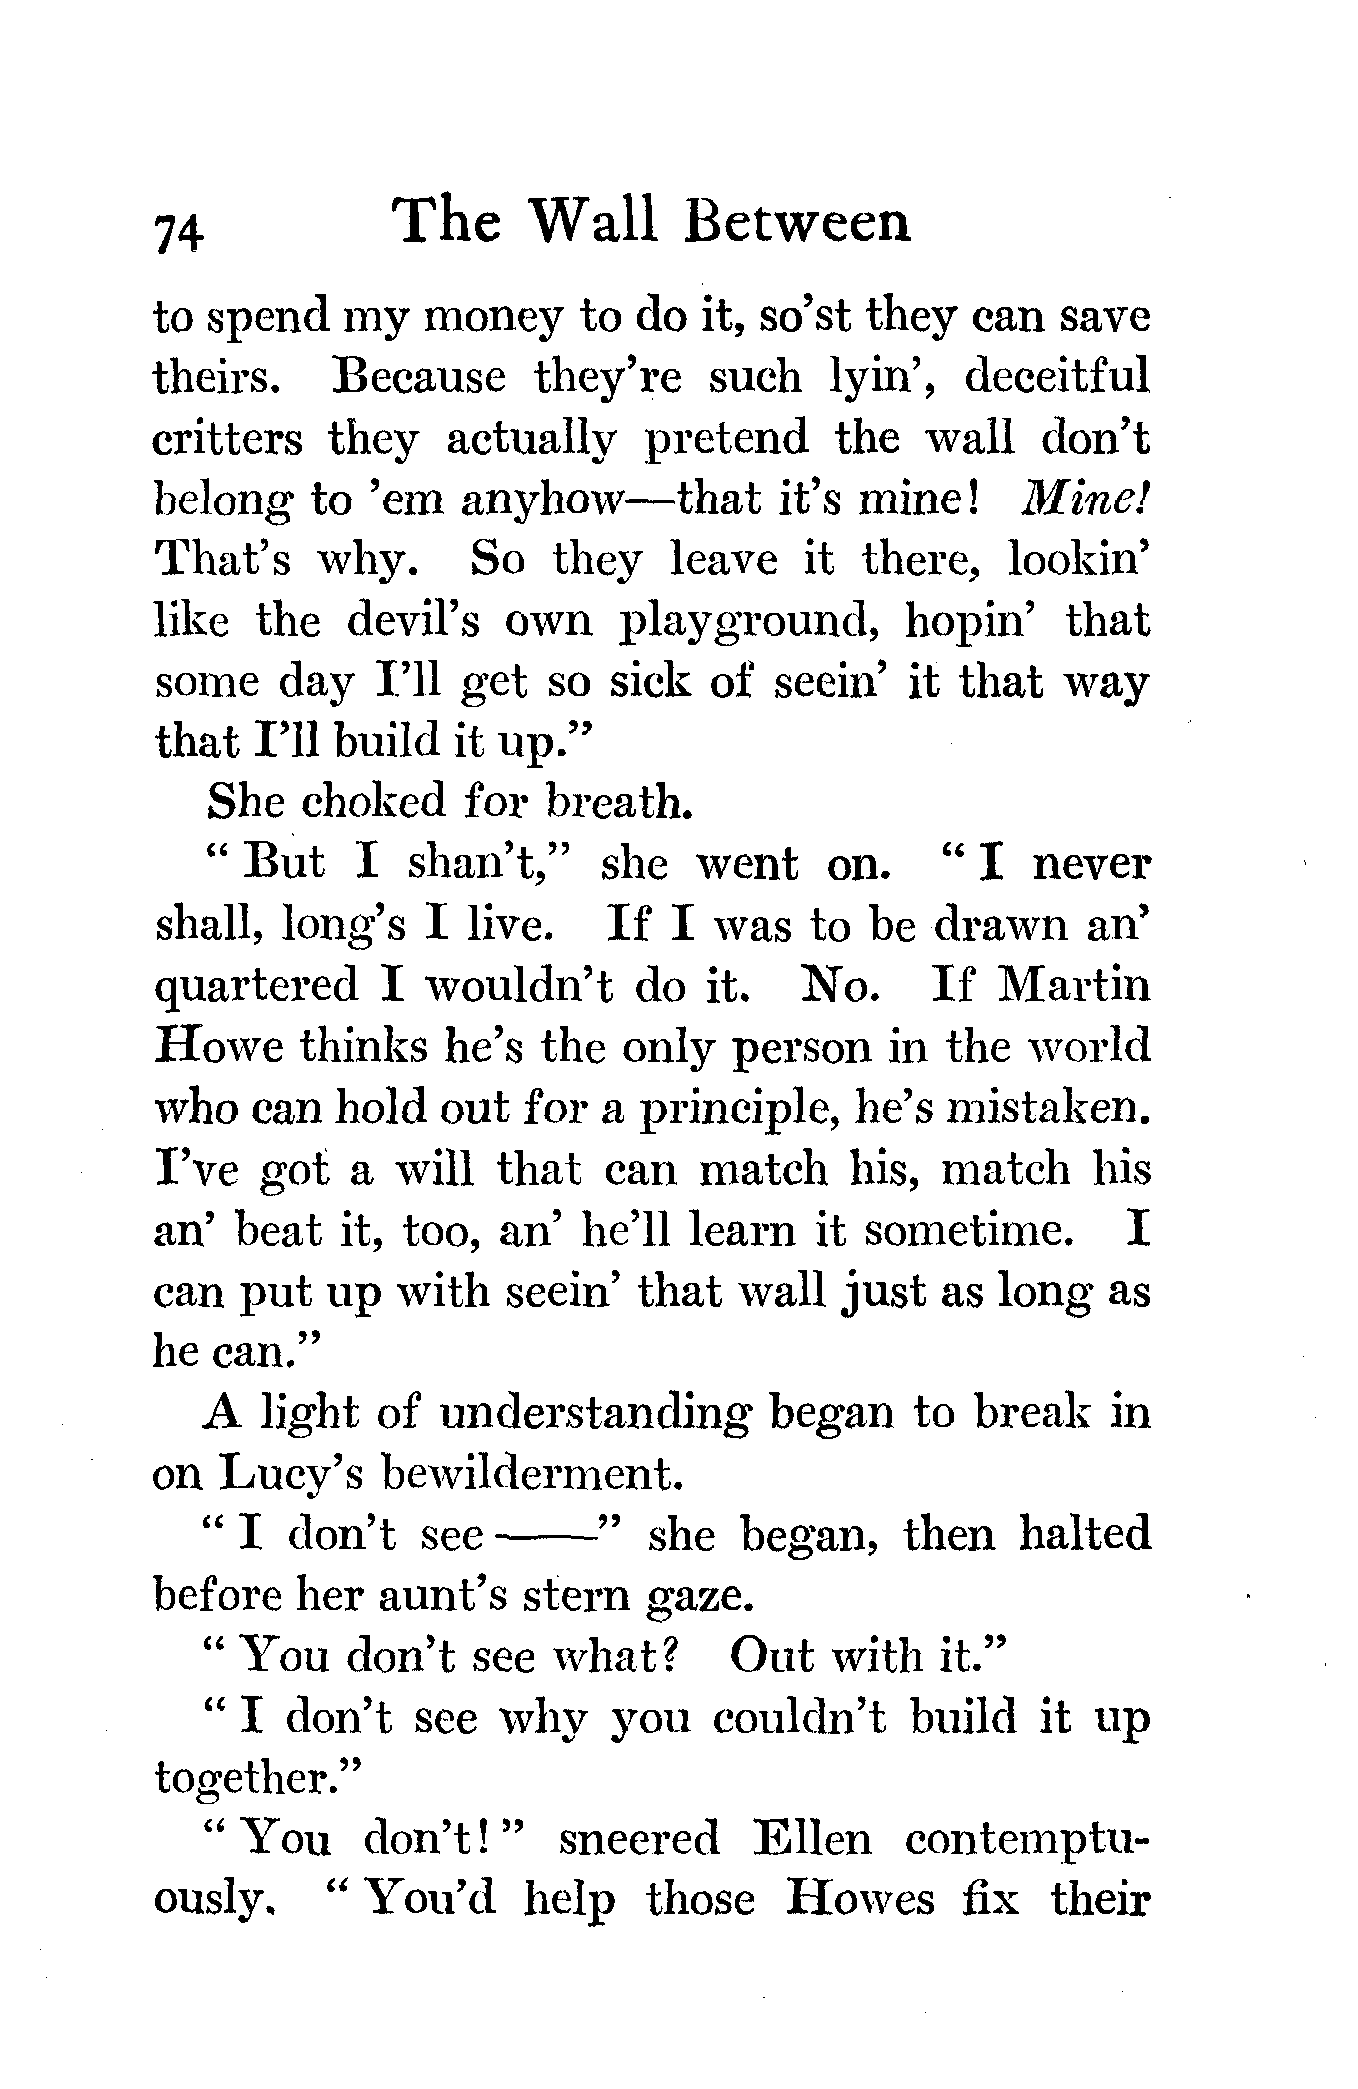 74 The Wall Between
to spend my money to do it, so'st they can save
theirs. Because they're such lyin', deceitful
critters they actually pretend the wall don't
belong to 'em anyhow—that it's mine! Mine!
That's why. So they leave it there, lookin'
like the devil's own playground, hopin' that
some day I'll get so sick of seein' it that way
that I'll build it up.”
She choked for breath.
“ But I shan't,” she went on. “ I never
shall, long's I live. If I was to be drawn an'
quartered I wouldn't do it. No. If Martin
Howe thinks he's the only person in the world
who can hold out for a principle, he's mistaken.
I've got a will that can match his, match his
an' beat it, too, an' he'll learn it sometime. I
can put up with seein' that wall just as long as
he can.”
A light of understanding began to break in
on Lucy's bewilderment.
“ I don't see ——” she began, then halted
before her aunt's stern gaze.
“ You don't see what? Out with it.”
“ I don't see why you couldn't build it up
together.”
“ You don't! ” sneered Ellen contemptu-
ously. “ You'd help those Howes fix their